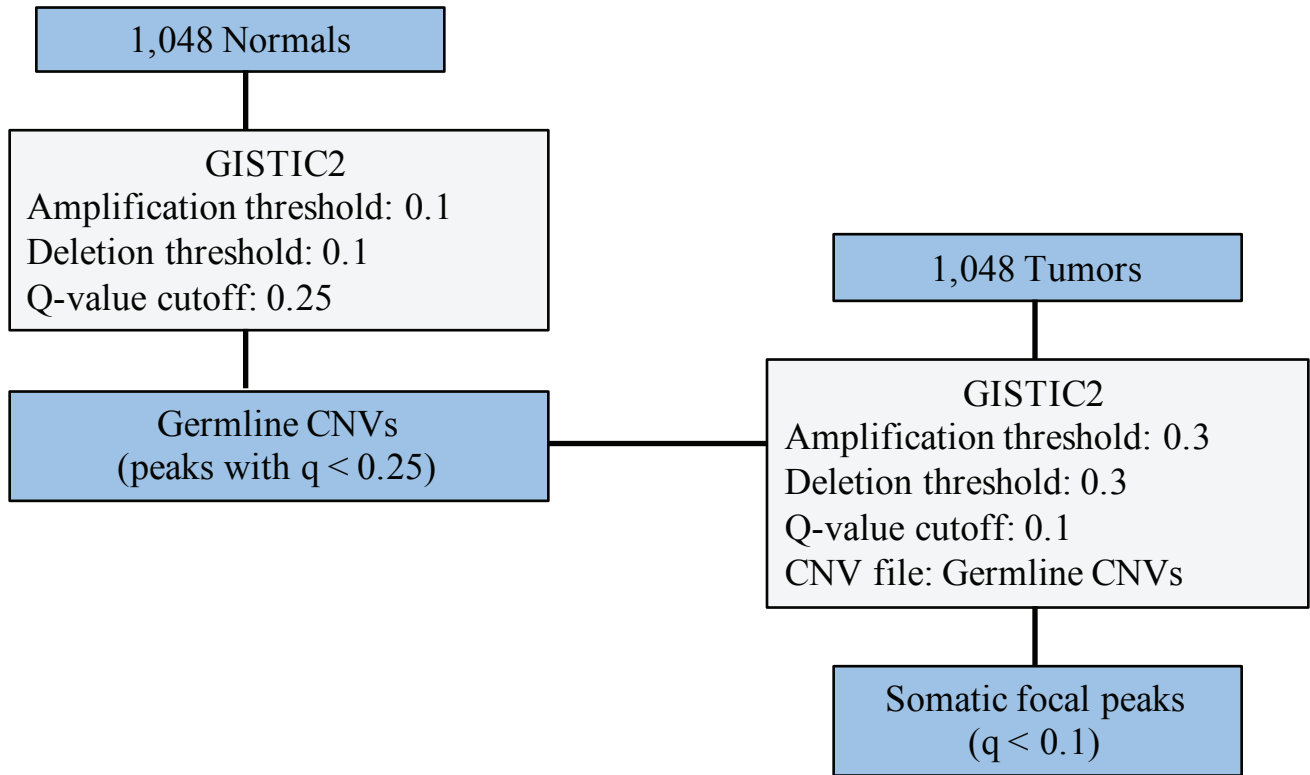 1,048 Normals
GISTIC2
Amplification threshold: 0.1
Deletion threshold: 0.1
Q-value cutoff: 0.25
Germline CNVs
(peaks with q < 0.25)
1,048 Tumors
GISTIC2
Amplification threshold: 0.3
Deletion threshold: 0.3
Q-value cutoff: 0.1
CNV file: Germline CNVs
Somatic focal peaks
(q < 0.1)